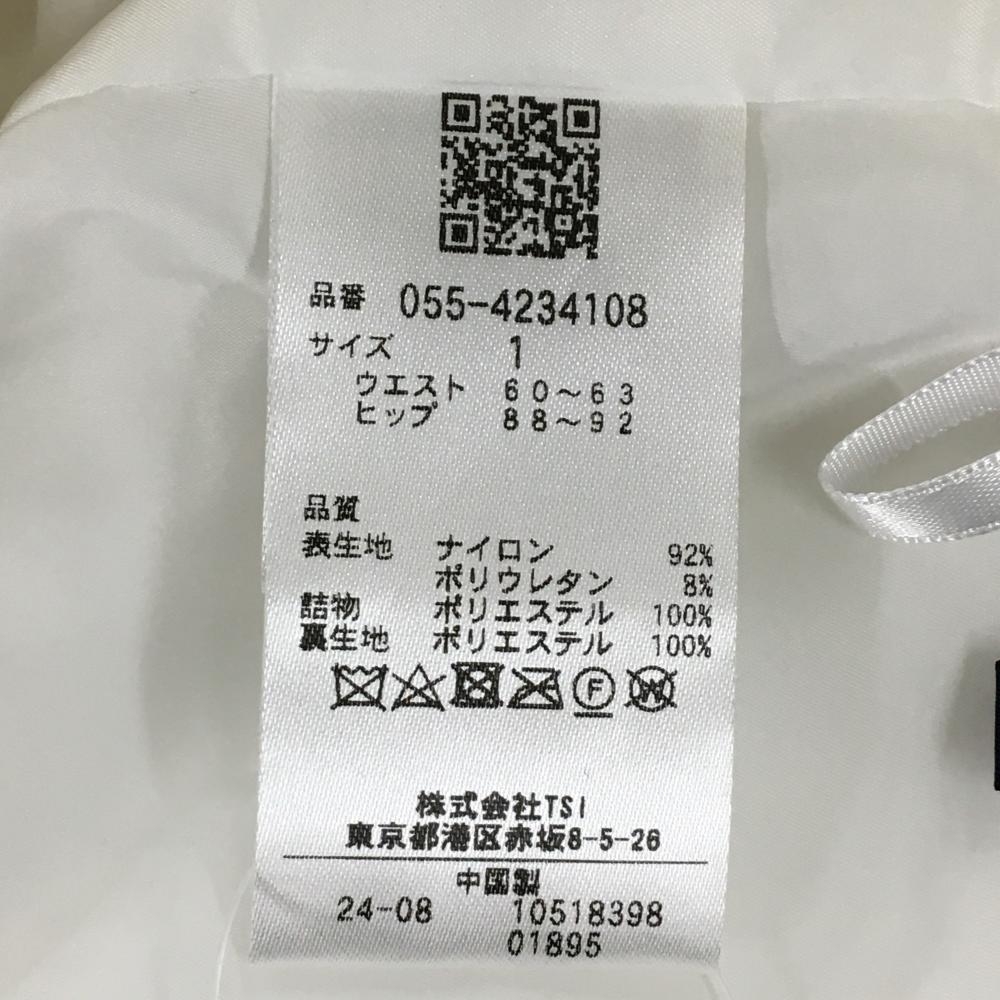 品番 055-4234108
サイズ 1
ウエスト 60～63
ヒップ 88～92
品質
表生地 ナイロン 92%
ポリウレタン 8%
詰物 ポリエステル 100%
裏生地 ポリエステル 100%
F W
株式会社TSI
東京都港区赤坂8-5-26
中国製
24-08 10518398
01895